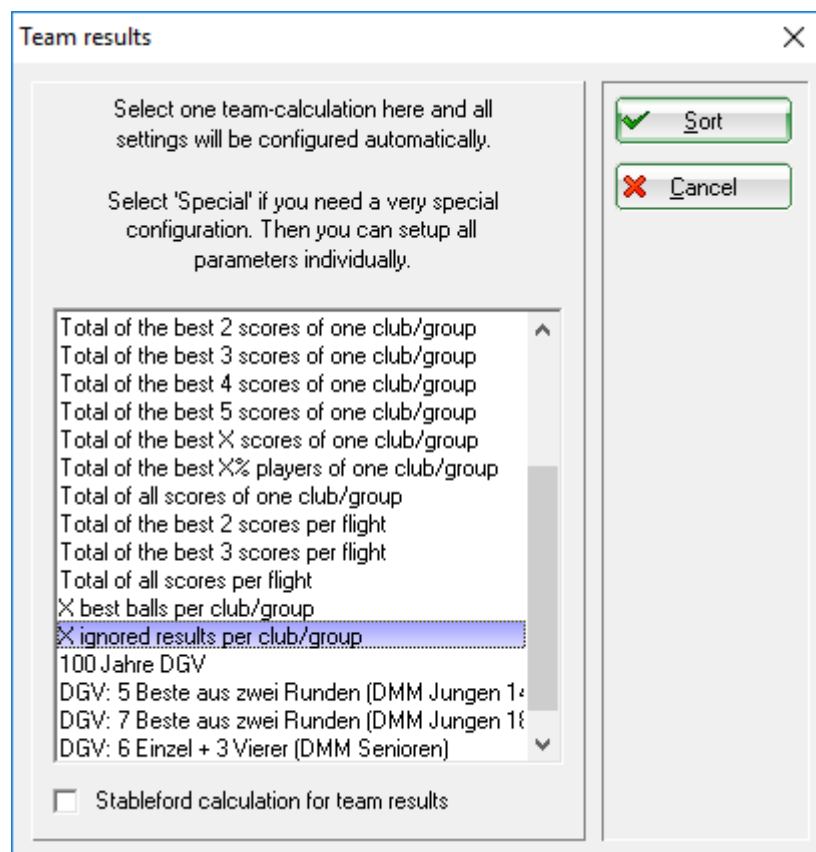 Team results
Select one team-calculation here and all
settings will be configured automatically.
Select 'Special' if you need a very special
configuration. Then you can setup all
parameters individually.
Total of the best 2 scores of one club/group
Total of the best 3 scores of one club/group
Total of the best 4 scores of one club/group
Total of the best 5 scores of one club/group
Total of the best X scores of one club/group
Total of the best X% players of one club/group
Total of all scores of one club/group
Total of the best 2 scores per flight
Total of the best 3 scores per flight
Total of all scores per flight
X best balls per club/group
X ignored results per club/group
100 Jahre DGV
DGV: 5 Beste aus zwei Runden (DMM Jungen 14
DGV: 7 Beste aus zwei Runden (DMM Jungen 18
DGV: 6 Einzel + 3 Vierer (DMM Senioren)
Stableford calculation for team results
Sort
Cancel